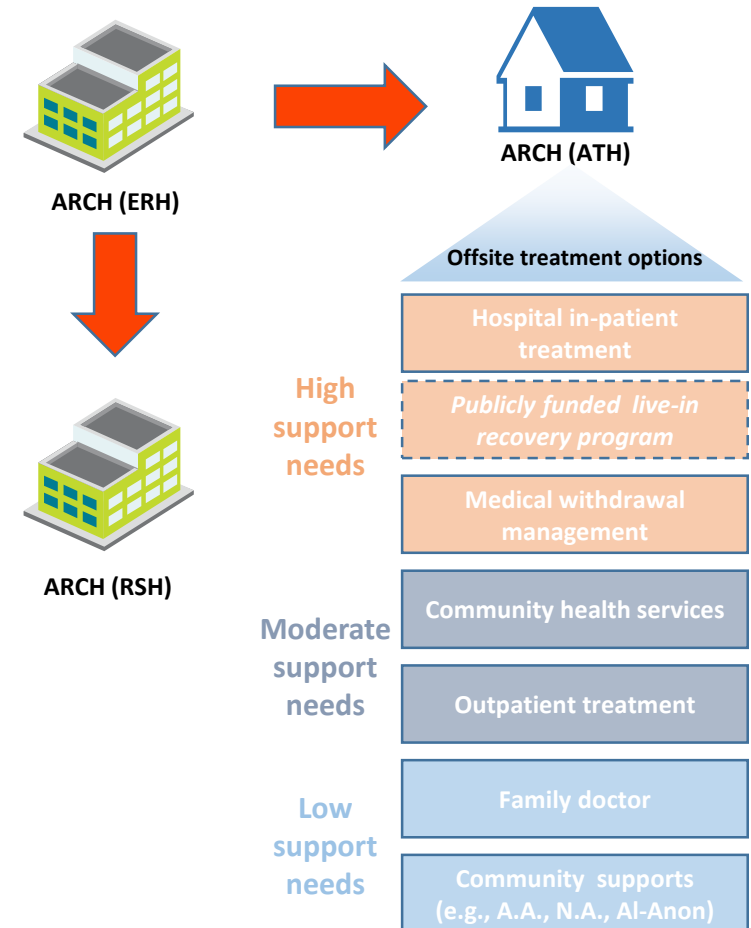 ARCH (ERH)
ARCH (ATH)
Offsite treatment options
ARCH (RSH)
High
support
needs
Hospital in-patient
treatment
Publicly funded live-in
recovery program
Medical withdrawal
management
Moderate
support
needs
Community health services
Outpatient treatment
Low
support
needs
Family doctor
Community supports
(e.g., A.A., N.A., Al-Anon)